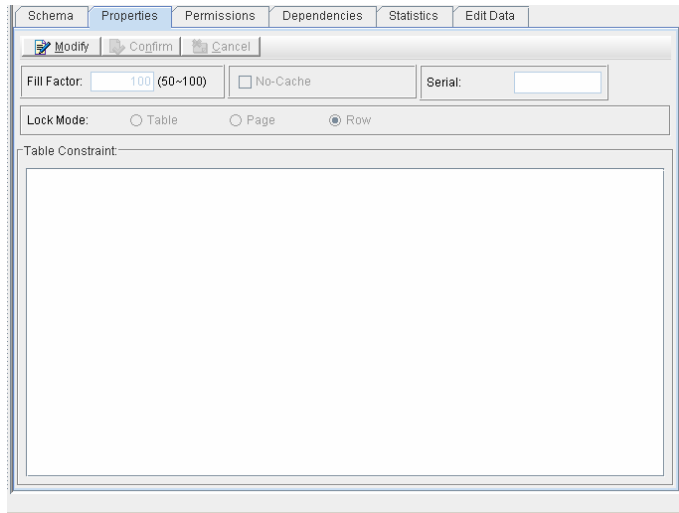 Schema Properties Permissions Dependencies Statistics Edit Data
Modify Confirm Cancel
Fill Factor: 100 (50~100) No-Cache Serial:
Lock Mode: Table Page Row
Table Constraint: